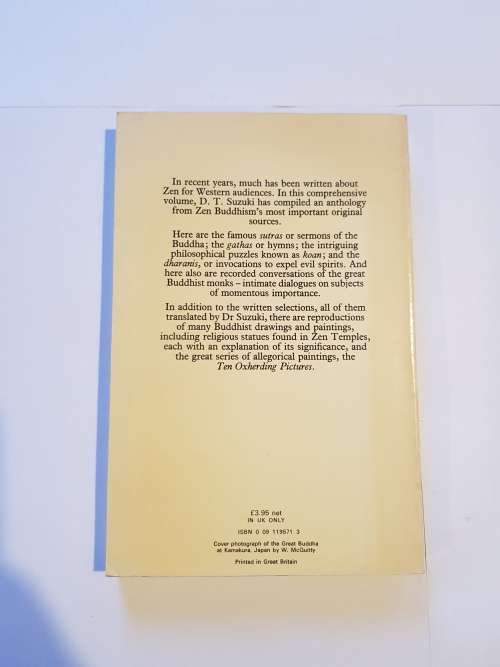 In recent years, much has been written about
Zen for Western audiences. In this comprehensive
volume, D. T. Suzuki has compiled an anthology
from Zen Buddhism's most important original
sources.
Here are the famous sutras or sermons of the
Buddha; the gathas or hymns; the intriguing
philosophical puzzles known as koan; and the
dharanis, or invocations to expel evil spirits. And
here also are recorded conversations of the great
Buddhist monks – intimate dialogues on subjects
of momentous importance.
In addition to the written selections, all of them
translated by Dr Suzuki, there are reproductions
of many Buddhist drawings and paintings,
including religious statues found in Zen Temples,
each with an explanation of its significance, and
the great series of allegorical paintings, the
Ten Oxherding Pictures.
£3.95 net
IN UK ONLY
ISBN 0 09 119571 3
Cover photograph of the Great Buddha
at Kamakura, Japan by W. McQuitty
Printed in Great Britain